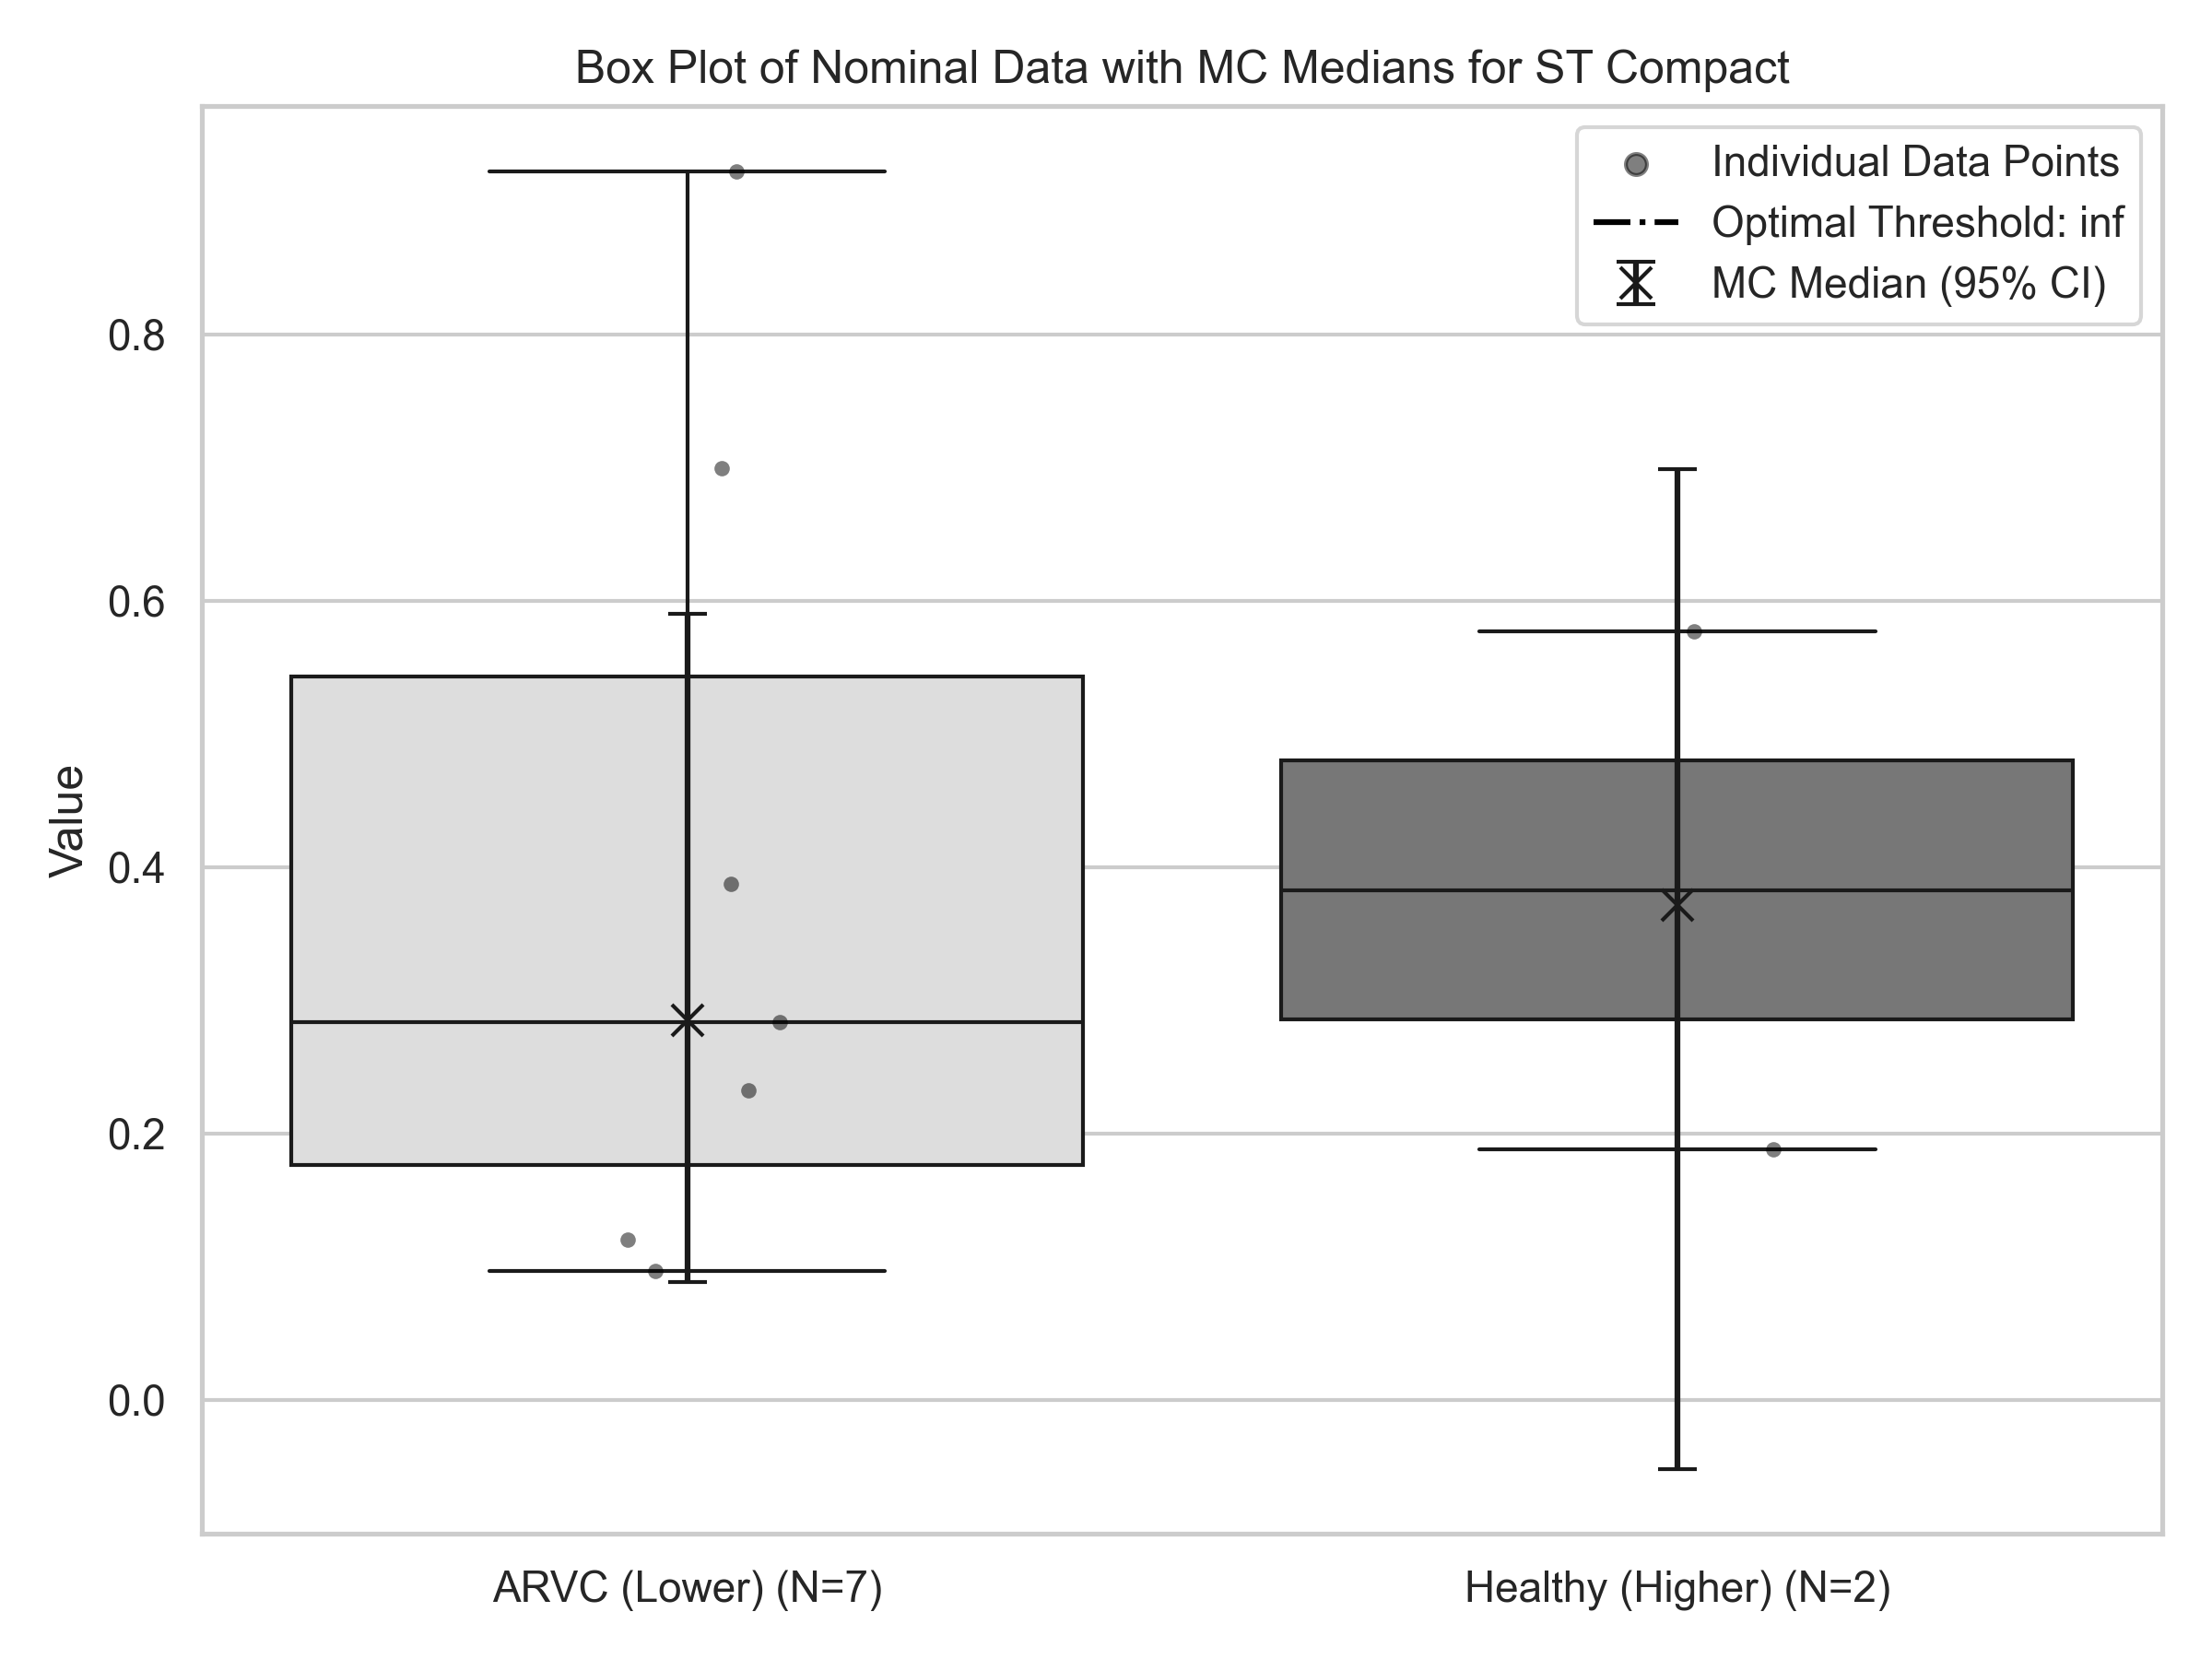 Box Plot of Nominal Data with MC Medians for ST Compact
Individual Data Points
Optimal Threshold: inf
MC Median (95% CI)
0.8
0.6
0.4
0.2
0.0
Value
ARVC (Lower) (N=7)
Healthy (Higher) (N=2)